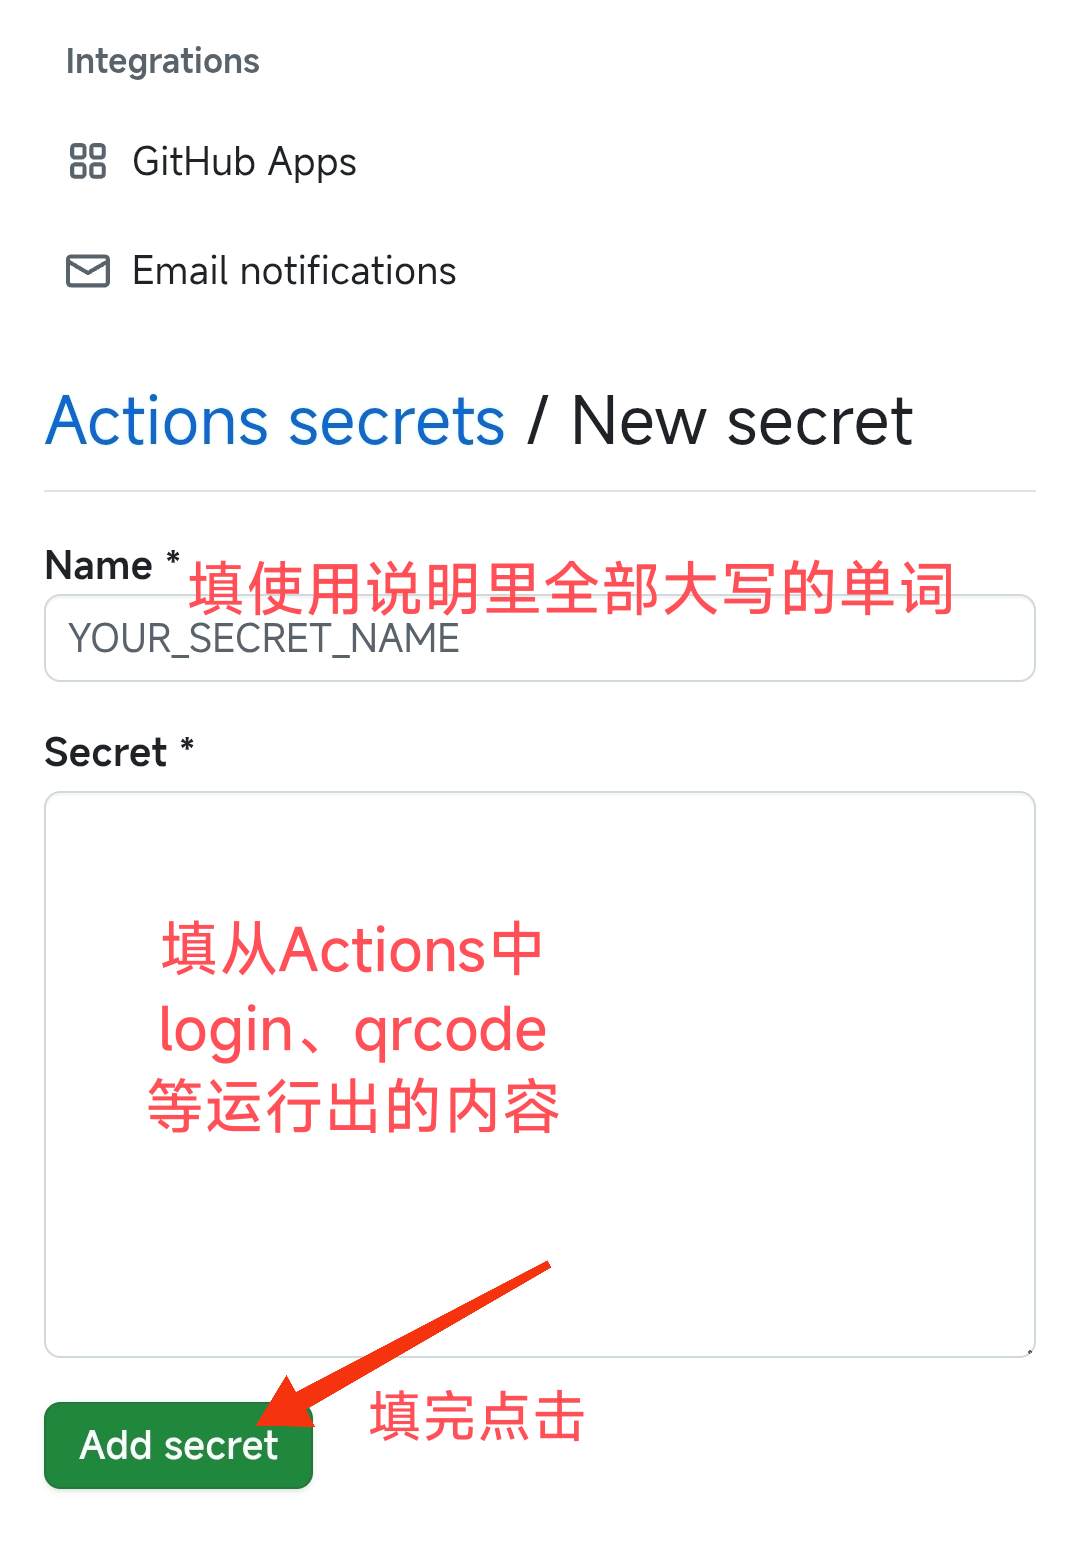 Integrations
GitHub Apps
Email notifications
Actions secrets / New secret
Name *
填使用说明里全部大写的单词
YOUR_SECRET_NAME
Secret *
填从Actions中
login、qrcode
等运行出的内容
填完点击
Add secret